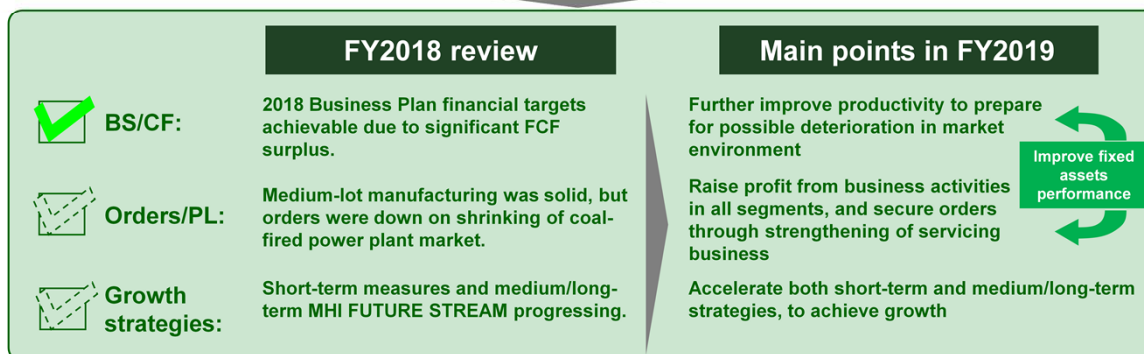 FY2018 review
Main points in FY2019
BS/CF:
2018 Business Plan financial targets
achievable due to significant FCF
surplus.
Further improve productivity to prepare
for possible deterioration in market
environment
Improve fixed
assets
performance
Orders/PL:
Medium-lot manufacturing was solid, but
orders were down on shrinking of coal-
fired power plant market.
Raise profit from business activities
in all segments, and secure orders
through strengthening of servicing
business
Growth
strategies:
Short-term measures and medium/long-
term MHI FUTURE STREAM progressing.
Accelerate both short-term and medium/long-term
strategies, to achieve growth